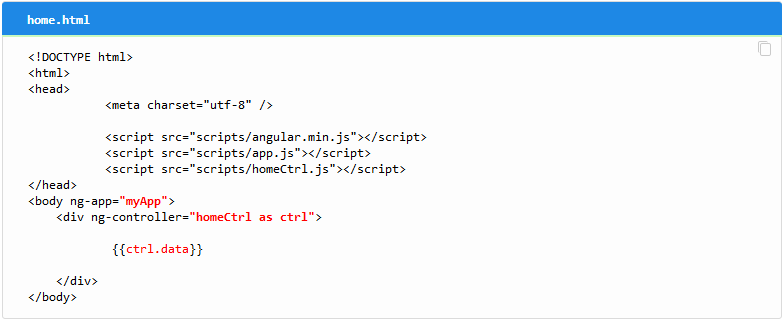 home.html
<!DOCTYPE html>
<html>
<head>
<meta charset="utf-8" />
<script src="scripts/angular.min.js"></script>
<script src="scripts/app.js"></script>
<script src="scripts/homeCtrl.js"></script>
</head>
<body ng-app="myApp">
<div ng-controller="homeCtrl as ctrl">
{{ctrl.data}}
</div>
</body>